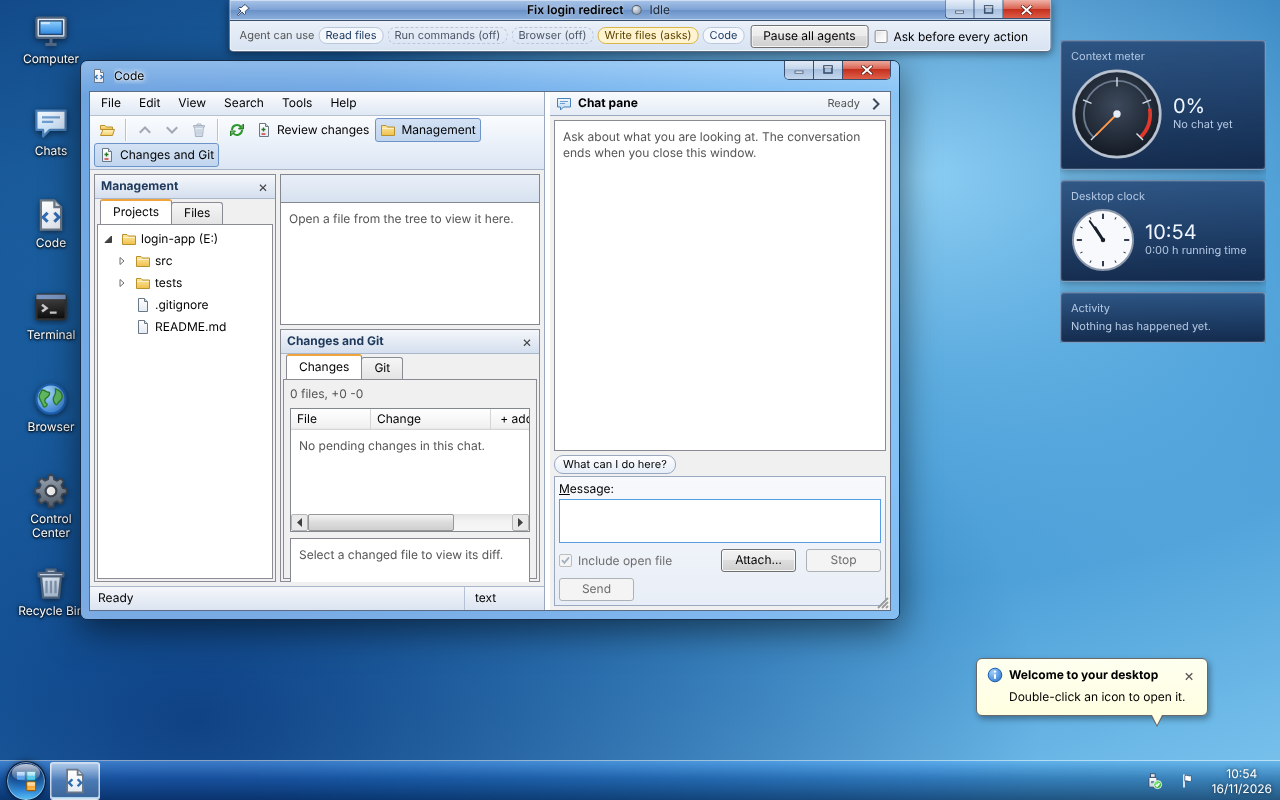 Fix login redirect Idle
Agent can use Read files Run commands (off) Browser (off) Write files (asks) Code Pause all agents Ask before every action
Computer
Chats
Code
Terminal
Browser
Control Center
Recycle Bin
Code
File Edit View Search Tools Help
Review changes Management
Changes and Git
Management
Projects Files
login-app (E:)
src
tests
.gitignore
README.md
Open a file from the tree to view it here.
Changes and Git
Changes Git
0 files, +0 -0
File Change + add
No pending changes in this chat.
Select a changed file to view its diff.
Ready text
Chat pane Ready
Ask about what you are looking at. The conversation
ends when you close this window.
What can I do here?
Message:
Include open file Attach... Stop
Send
Context meter
0%
No chat yet
Desktop clock
10:54
0:00 h running time
Activity
Nothing has happened yet.
Welcome to your desktop
Double-click an icon to open it.
10:54
16/11/2026